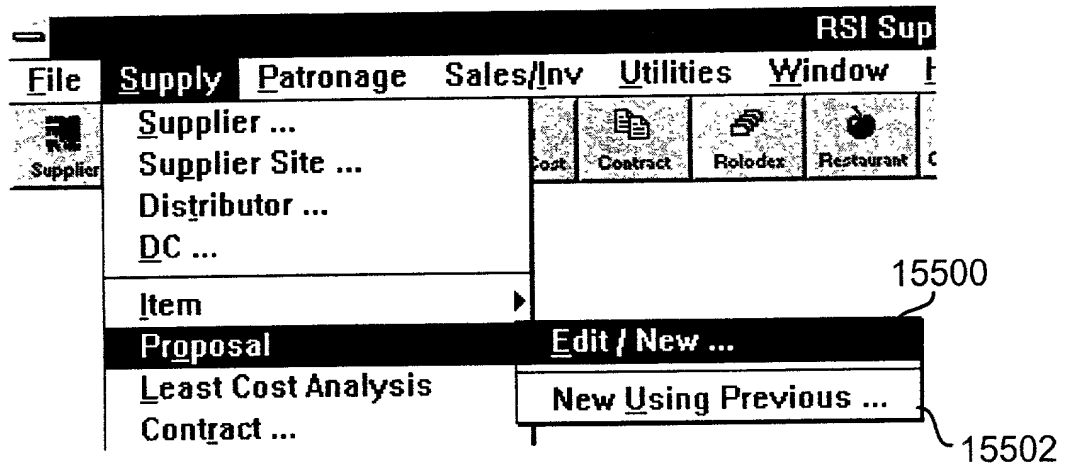 RSI Sup
File Supply Patronage Sales/Inv Utilities Window
Supplier Cost Contract Rolodex Restaurant
Supplier ...
Supplier Site ...
Distributor ...
DC ...
15500
Item
Proposal
Edit / New ...
Least Cost Analysis
New Using Previous ...
Contract ...
15502